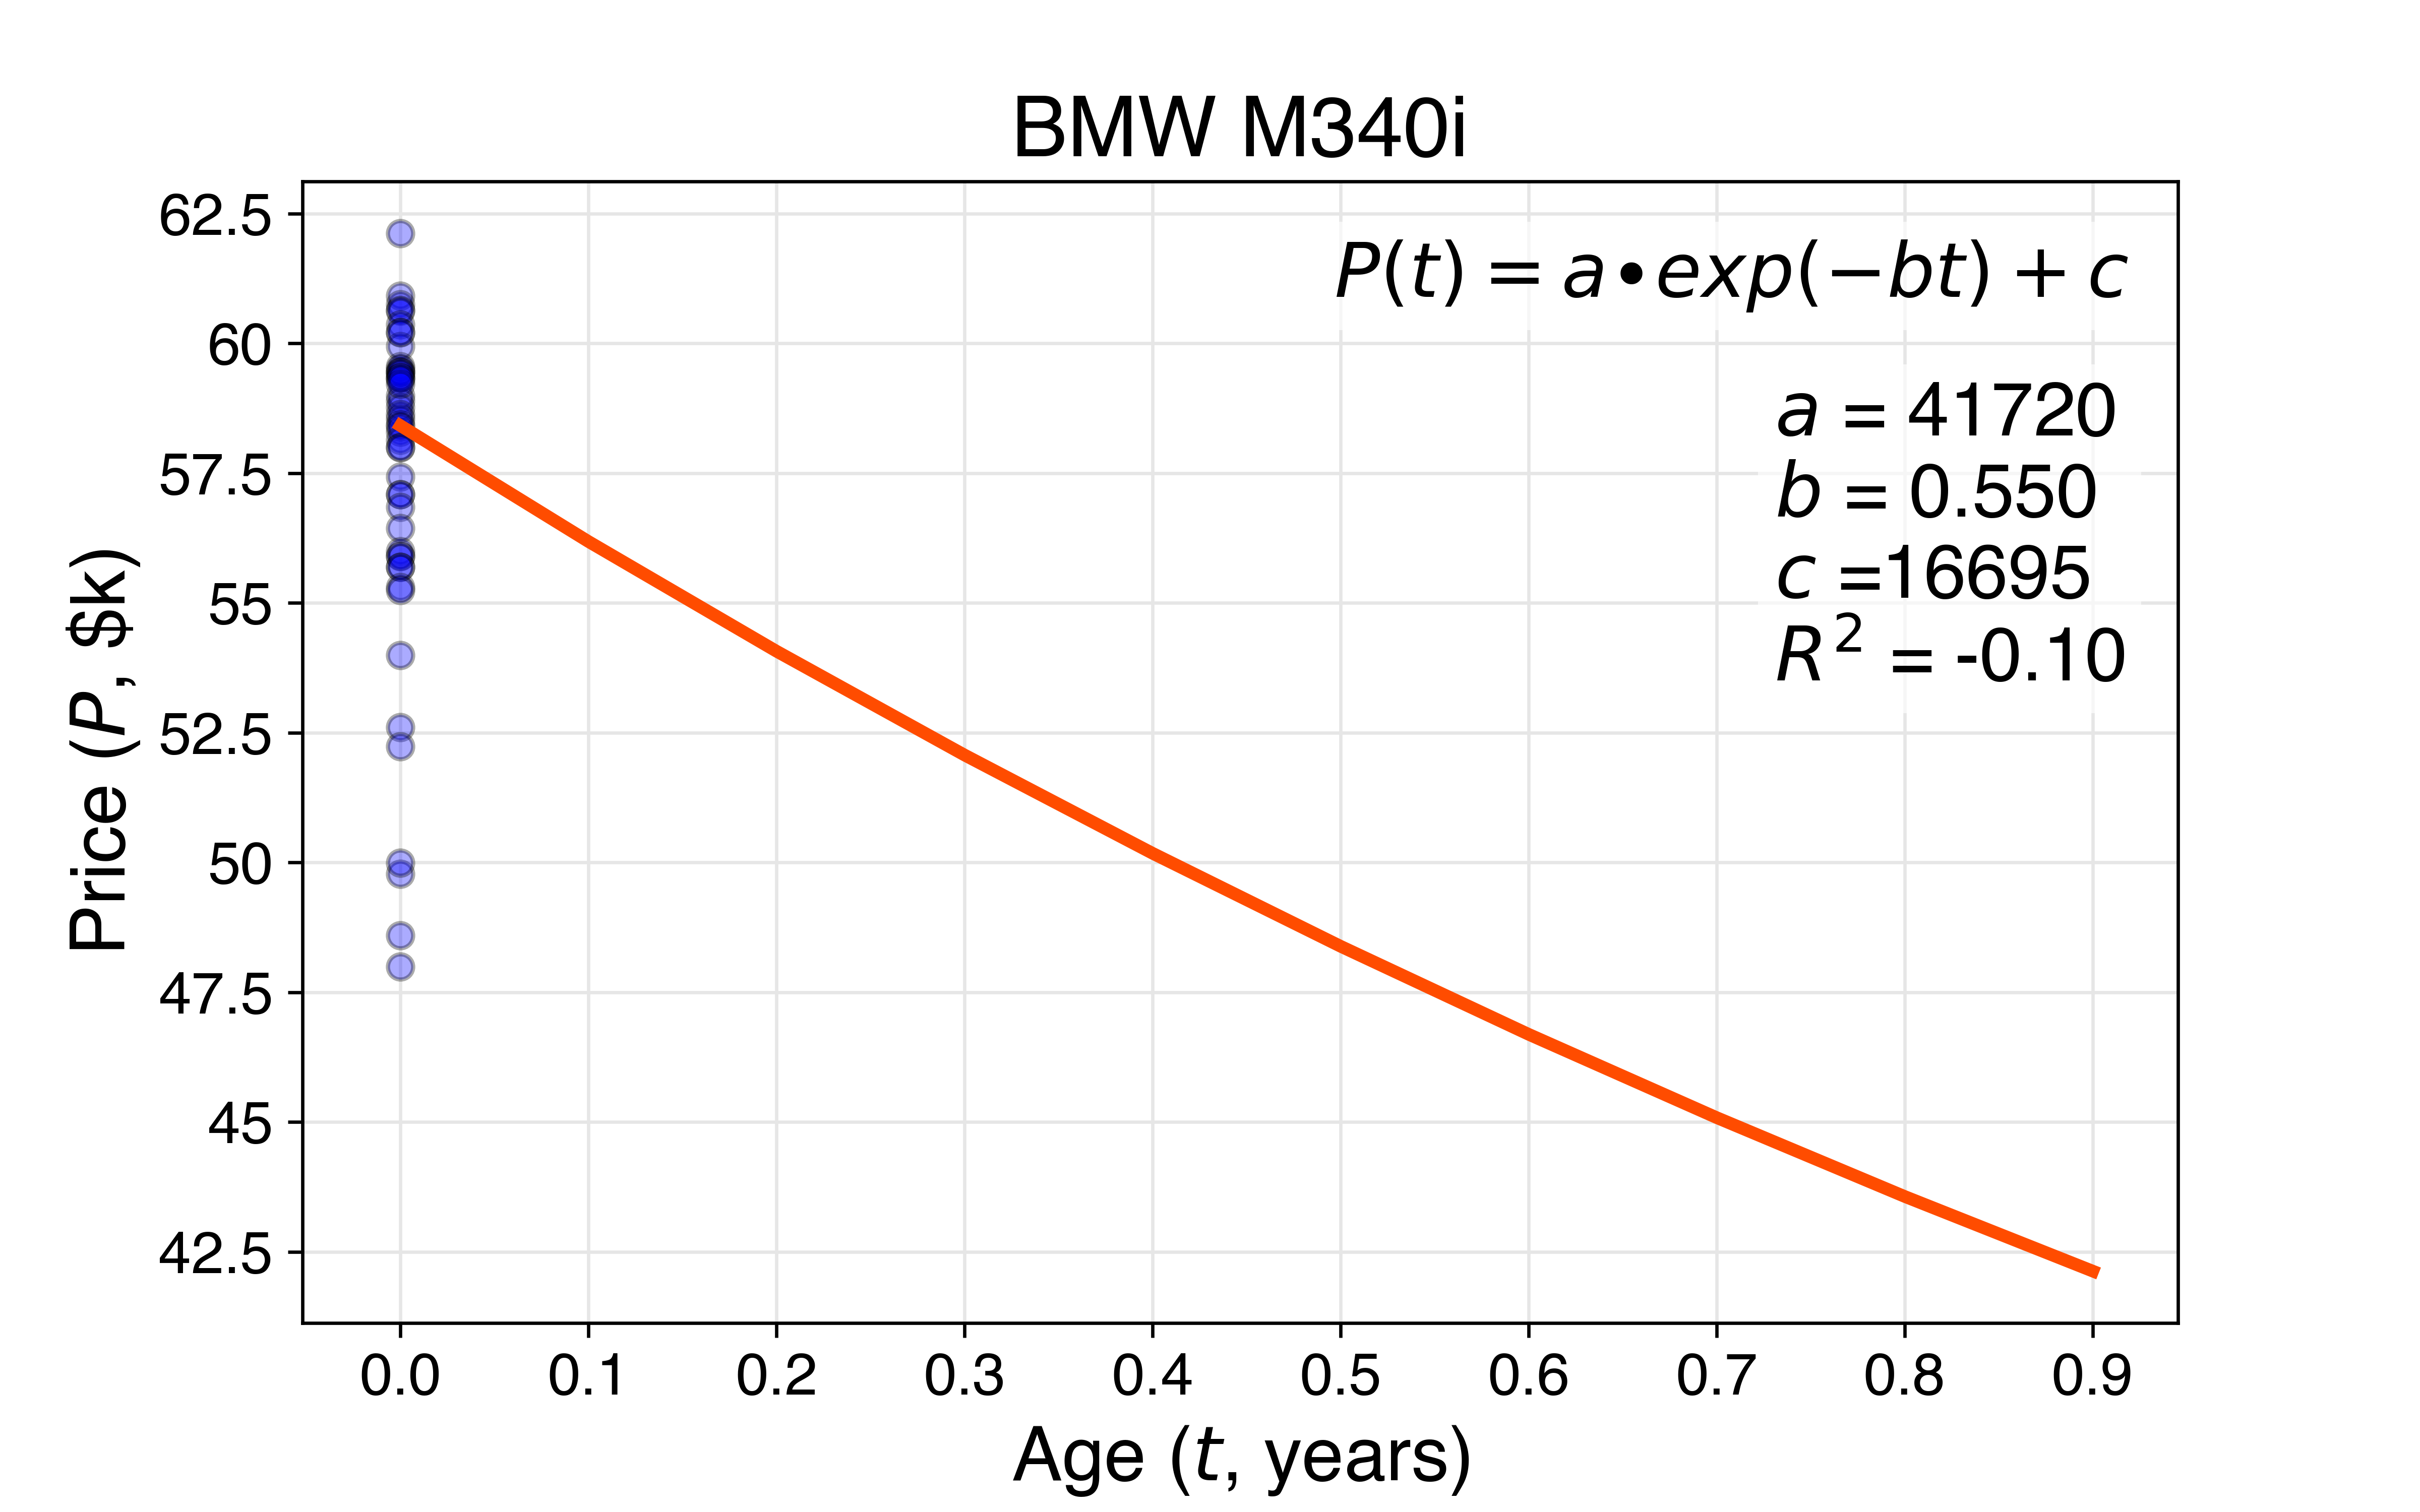 BMW M340i
P(t) = a•exp(−bt) + c
a = 41720
b = 0.550
c =16695
R² = -0.10
Price (P, $k)
62.5
60
57.5
55
52.5
50
47.5
45
42.5
0.0 0.1 0.2 0.3 0.4 0.5 0.6 0.7 0.8 0.9
Age (t, years)